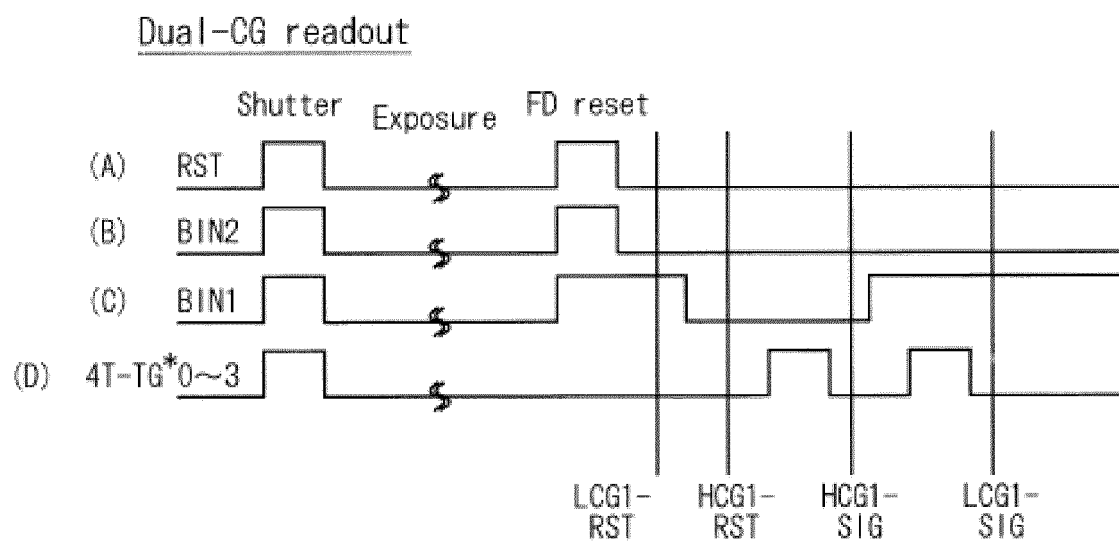 Dual-CG readout
Shutter
Exposure
FD reset
(A) RST
(B) BIN2
(C) BIN1
(D) 4T-TG*0～3
LCG1-
RST
HCG1-
RST
HCG1-
SIG
LCG1-
SIG